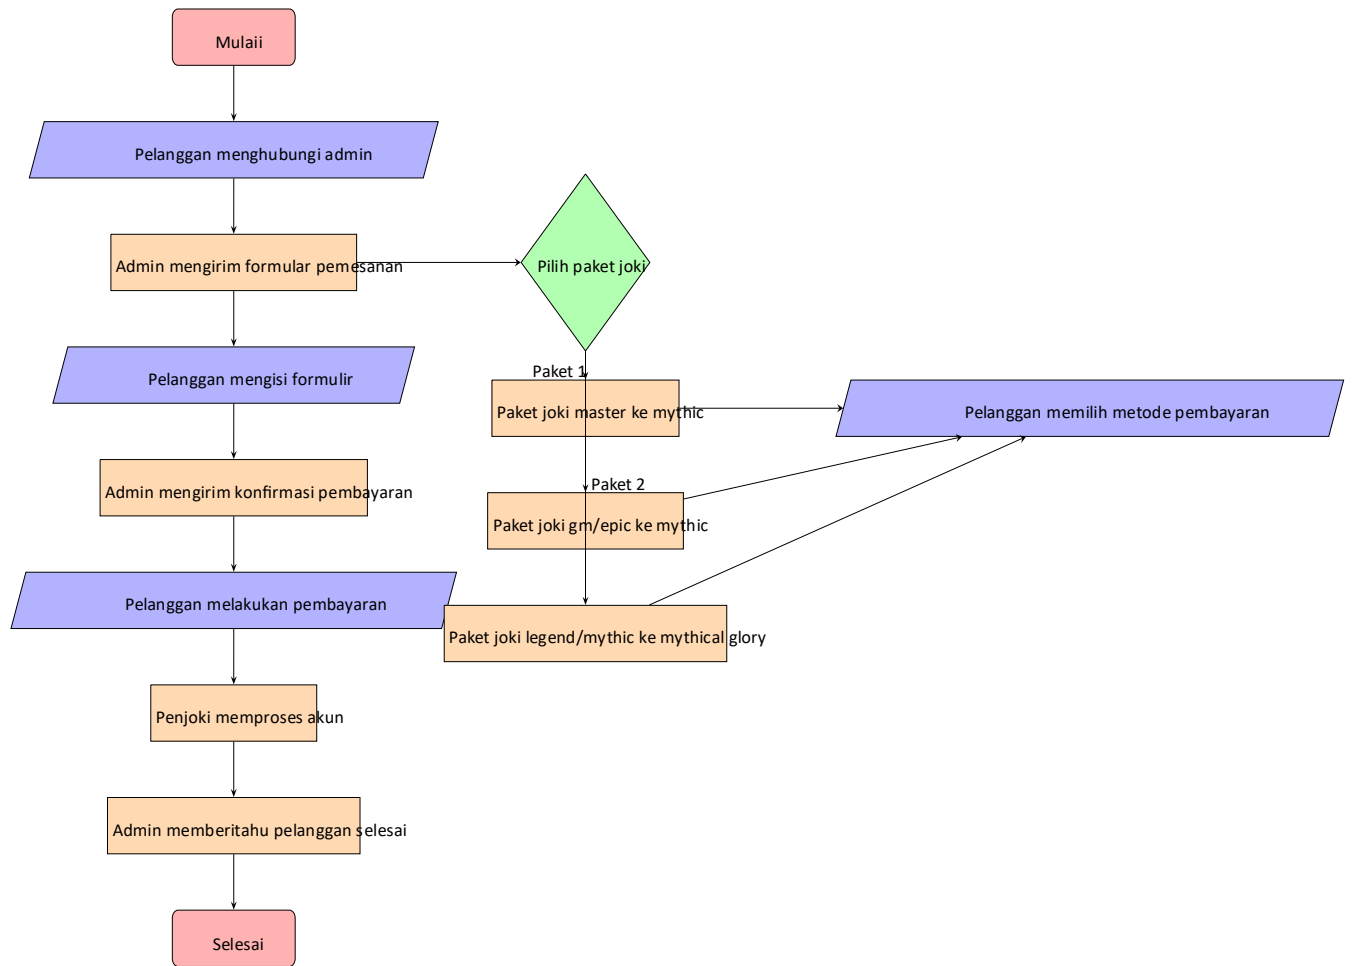 Mulaii
Pelanggan menghubungi admin
Admin mengirim formular pemesanan
Pilih paket joki
Pelanggan mengisi formulir
Paket 1
Paket joki master ke mythic
Pelanggan memilih metode pembayaran
Admin mengirim konfirmasi pembayaran
Paket 2
Paket joki gm/epic ke mythic
Pelanggan melakukan pembayaran
Paket joki legend/mythic ke mythical glory
Penjoki memproses akun
Admin memberitahu pelanggan selesai
Selesai